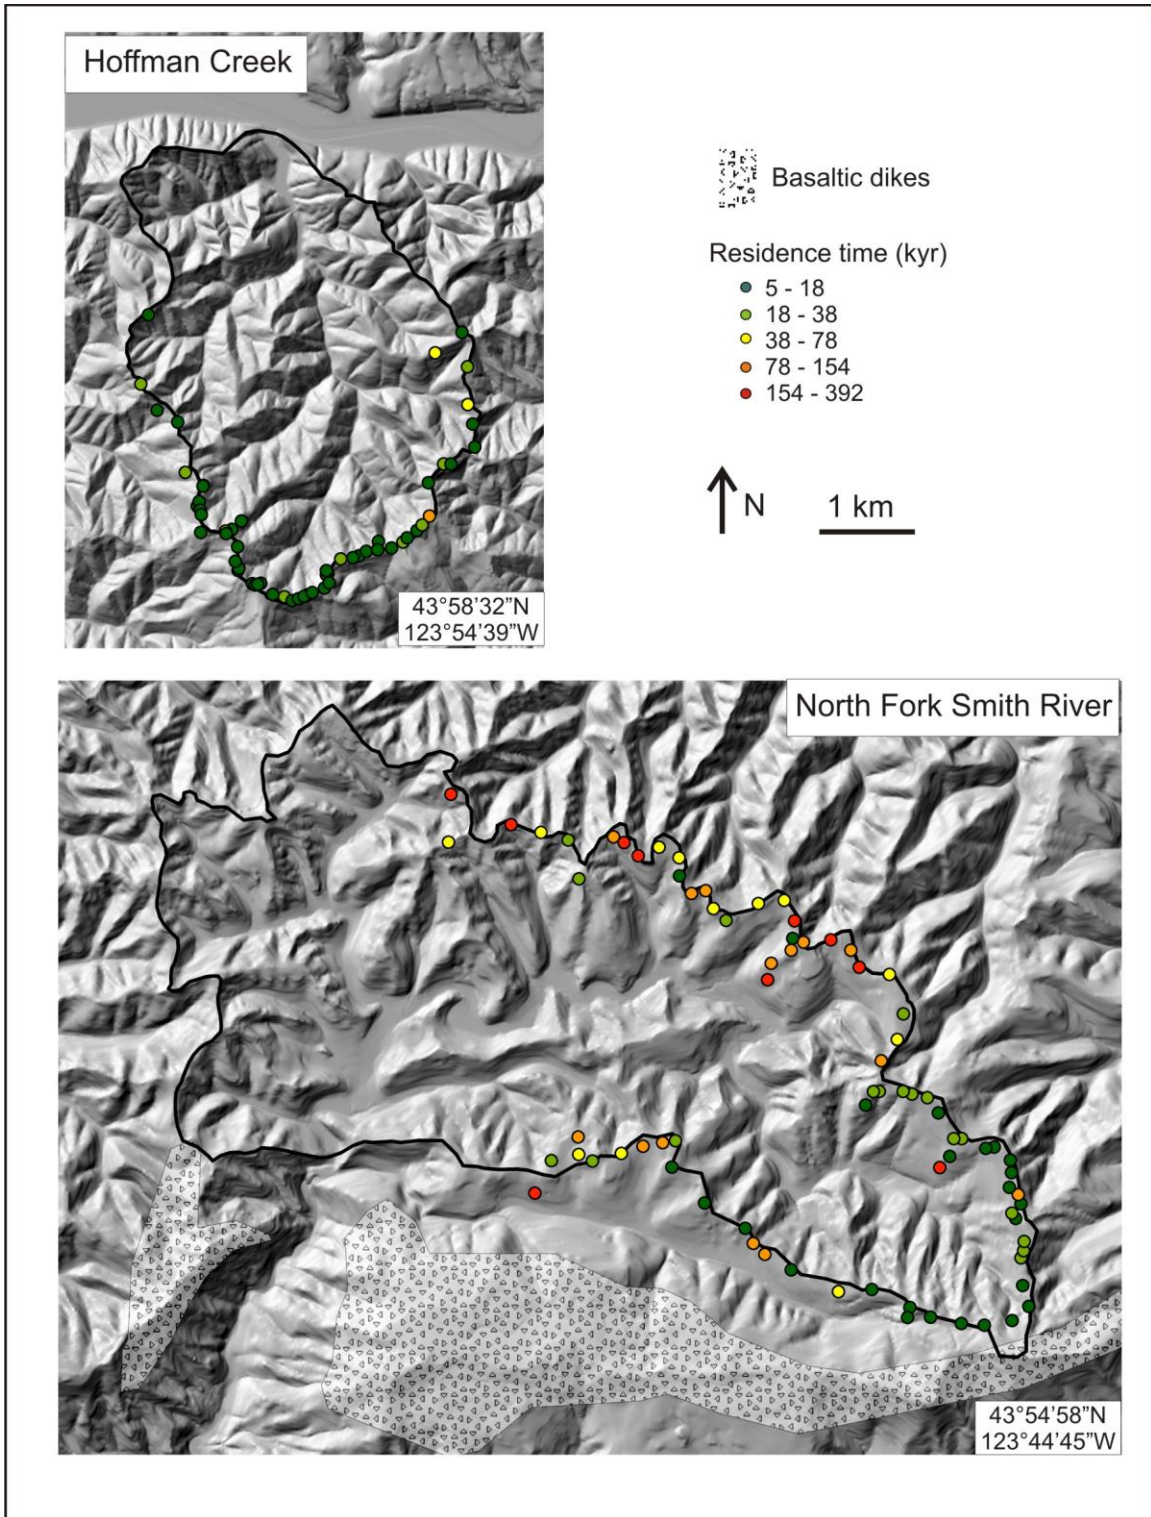 Hoffman Creek
Basaltic dikes
Residence time (kyr)
5 - 18
18 - 38
38 - 78
78 - 154
154 - 392
N
1 km
43°58’32”N
123°54’39”W
North Fork Smith River
43°54’58”N
123°44’45”W